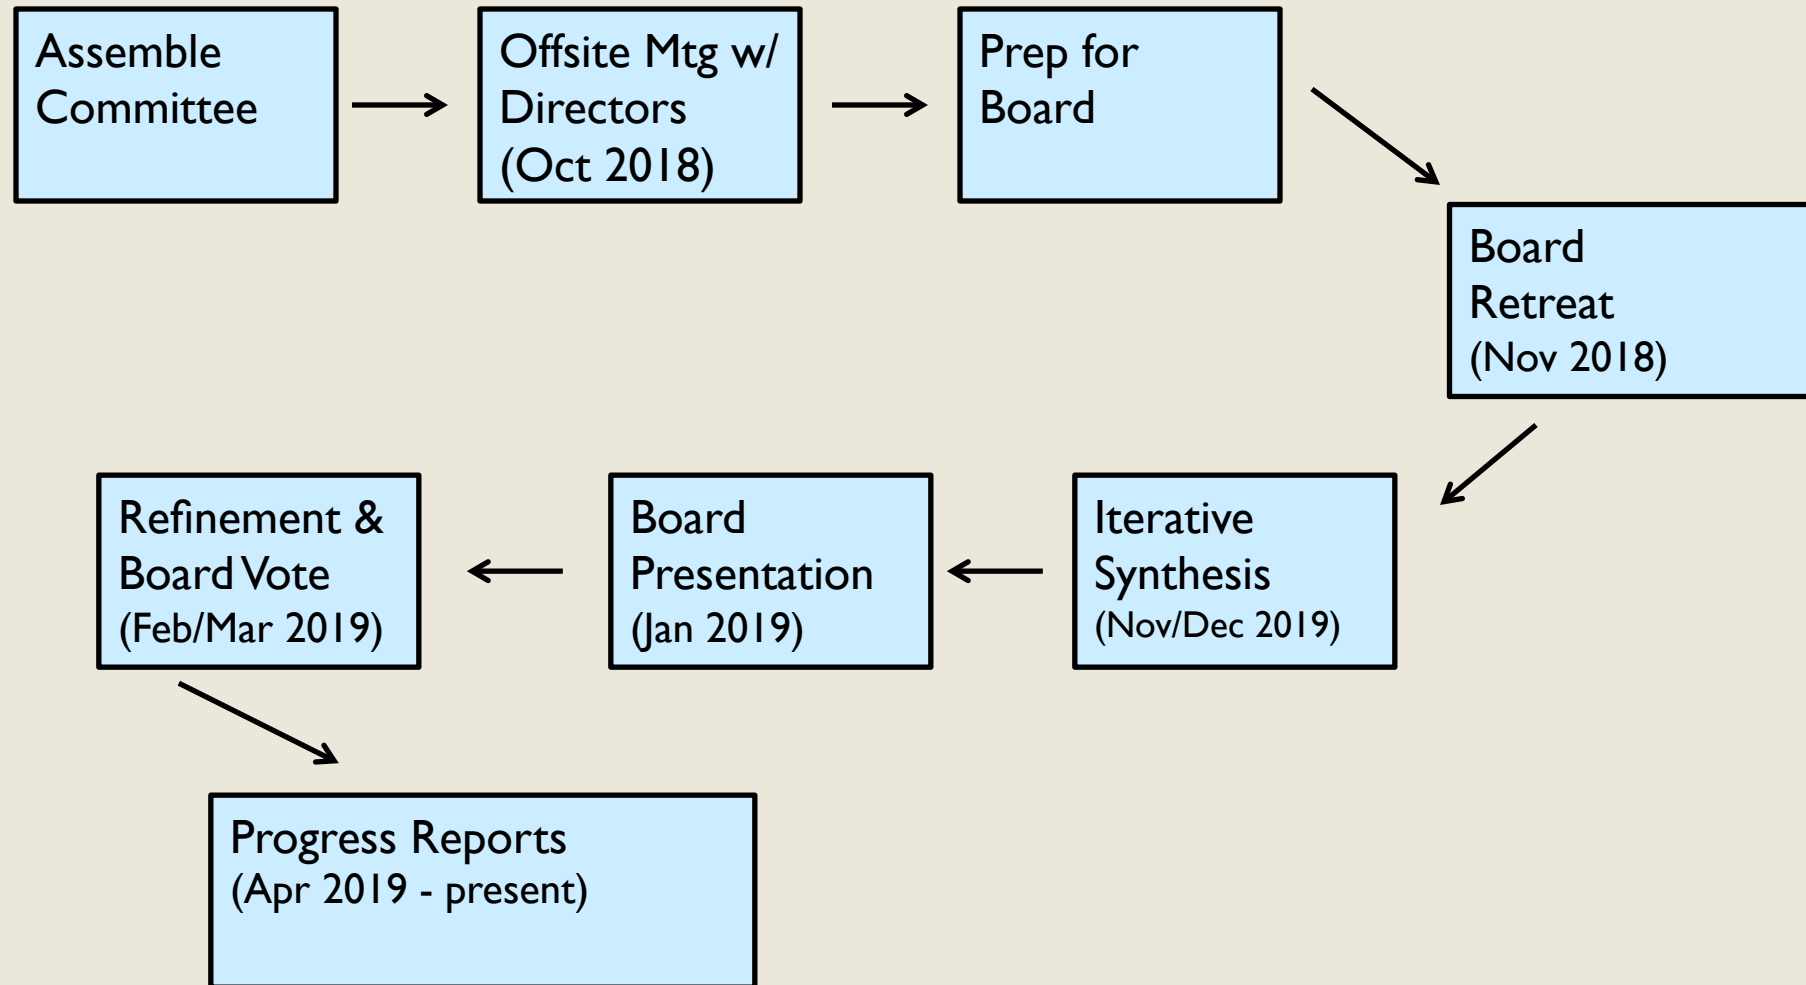 Assemble
Committee
Offsite Mtg w/
Directors
(Oct 2018)
Prep for
Board
Board
Retreat
(Nov 2018)
Iterative
Synthesis
(Nov/Dec 2019)
Board
Presentation
(Jan 2019)
Refinement &
Board Vote
(Feb/Mar 2019)
Progress Reports
(Apr 2019 - present)